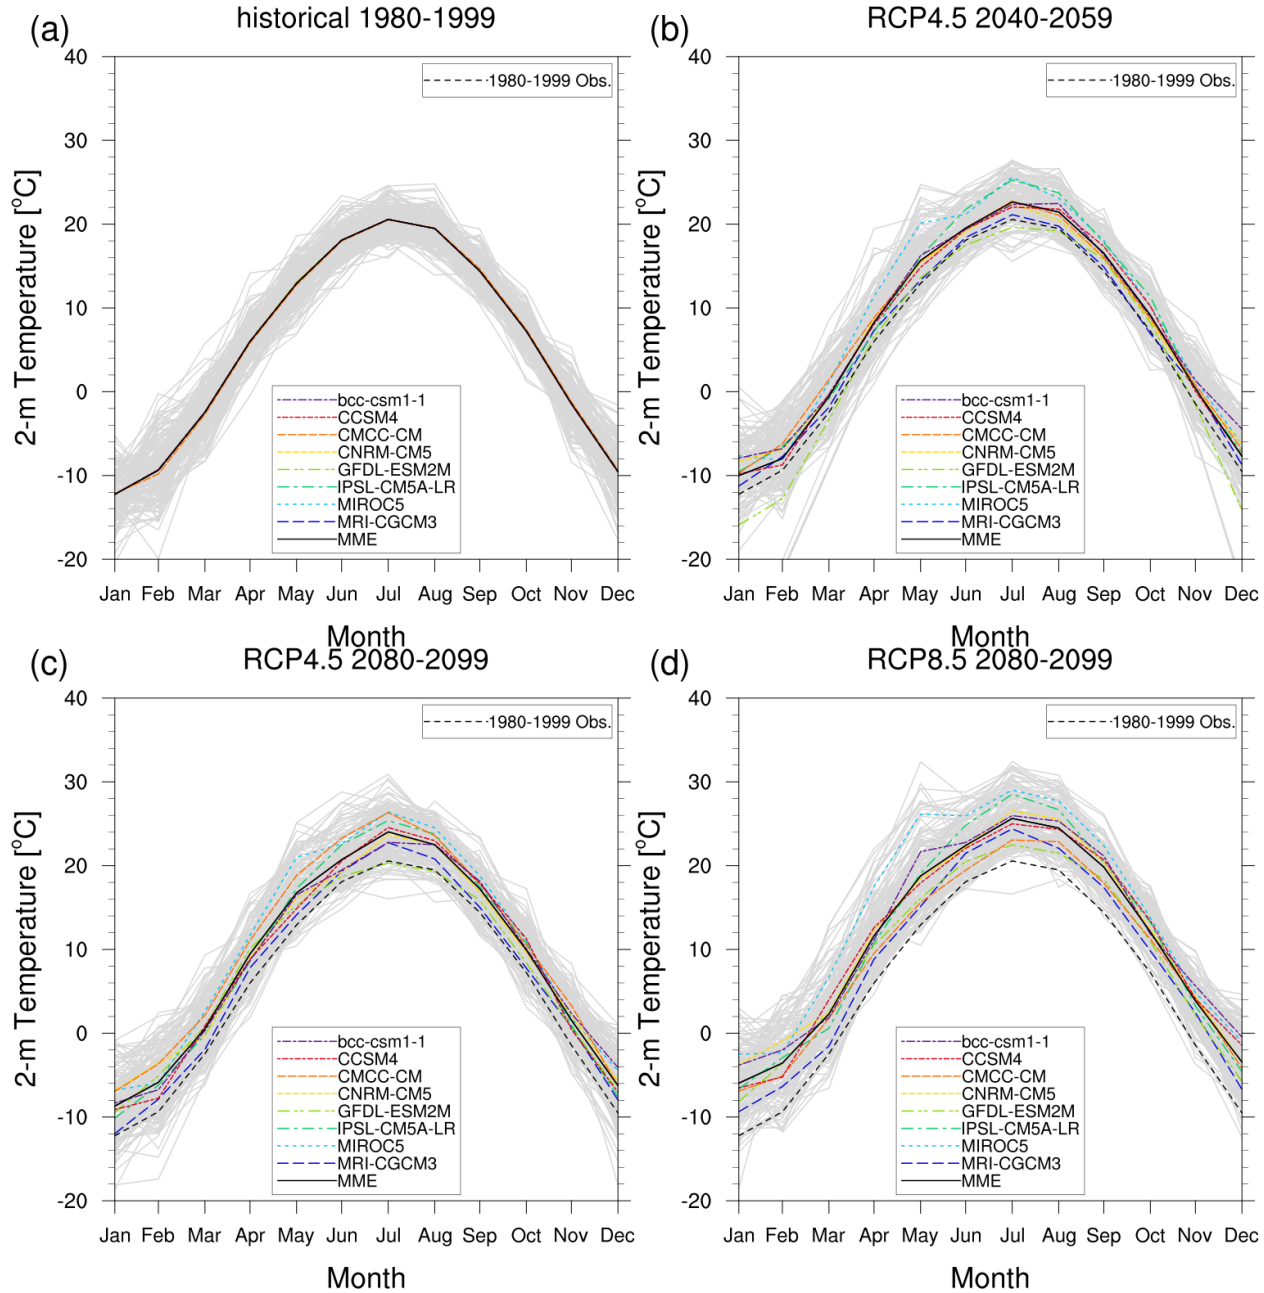 (a) historical 1980-1999
40
30
20
10
0
-10
-20
2-m Temperature [°C]
1980-1999 Obs.
bcc-csm1-1
CCSM4
CMCC-CM
CNRM-CM5
GFDL-ESM2M
IPSL-CM5A-LR
MIROC5
MRI-CGCM3
MME
Jan Feb Mar Apr May Jun Jul Aug Sep Oct Nov Dec
Month
(b) RCP4.5 2040-2059
40
30
20
10
0
-10
-20
2-m Temperature [°C]
1980-1999 Obs.
bcc-csm1-1
CCSM4
CMCC-CM
CNRM-CM5
GFDL-ESM2M
IPSL-CM5A-LR
MIROC5
MRI-CGCM3
MME
Jan Feb Mar Apr May Jun Jul Aug Sep Oct Nov Dec
Month
(c) RCP4.5 2080-2099
40
30
20
10
0
-10
-20
2-m Temperature [°C]
1980-1999 Obs.
bcc-csm1-1
CCSM4
CMCC-CM
CNRM-CM5
GFDL-ESM2M
IPSL-CM5A-LR
MIROC5
MRI-CGCM3
MME
Jan Feb Mar Apr May Jun Jul Aug Sep Oct Nov Dec
Month
(d) RCP8.5 2080-2099
40
30
20
10
0
-10
-20
2-m Temperature [°C]
1980-1999 Obs.
bcc-csm1-1
CCSM4
CMCC-CM
CNRM-CM5
GFDL-ESM2M
IPSL-CM5A-LR
MIROC5
MRI-CGCM3
MME
Jan Feb Mar Apr May Jun Jul Aug Sep Oct Nov Dec
Month